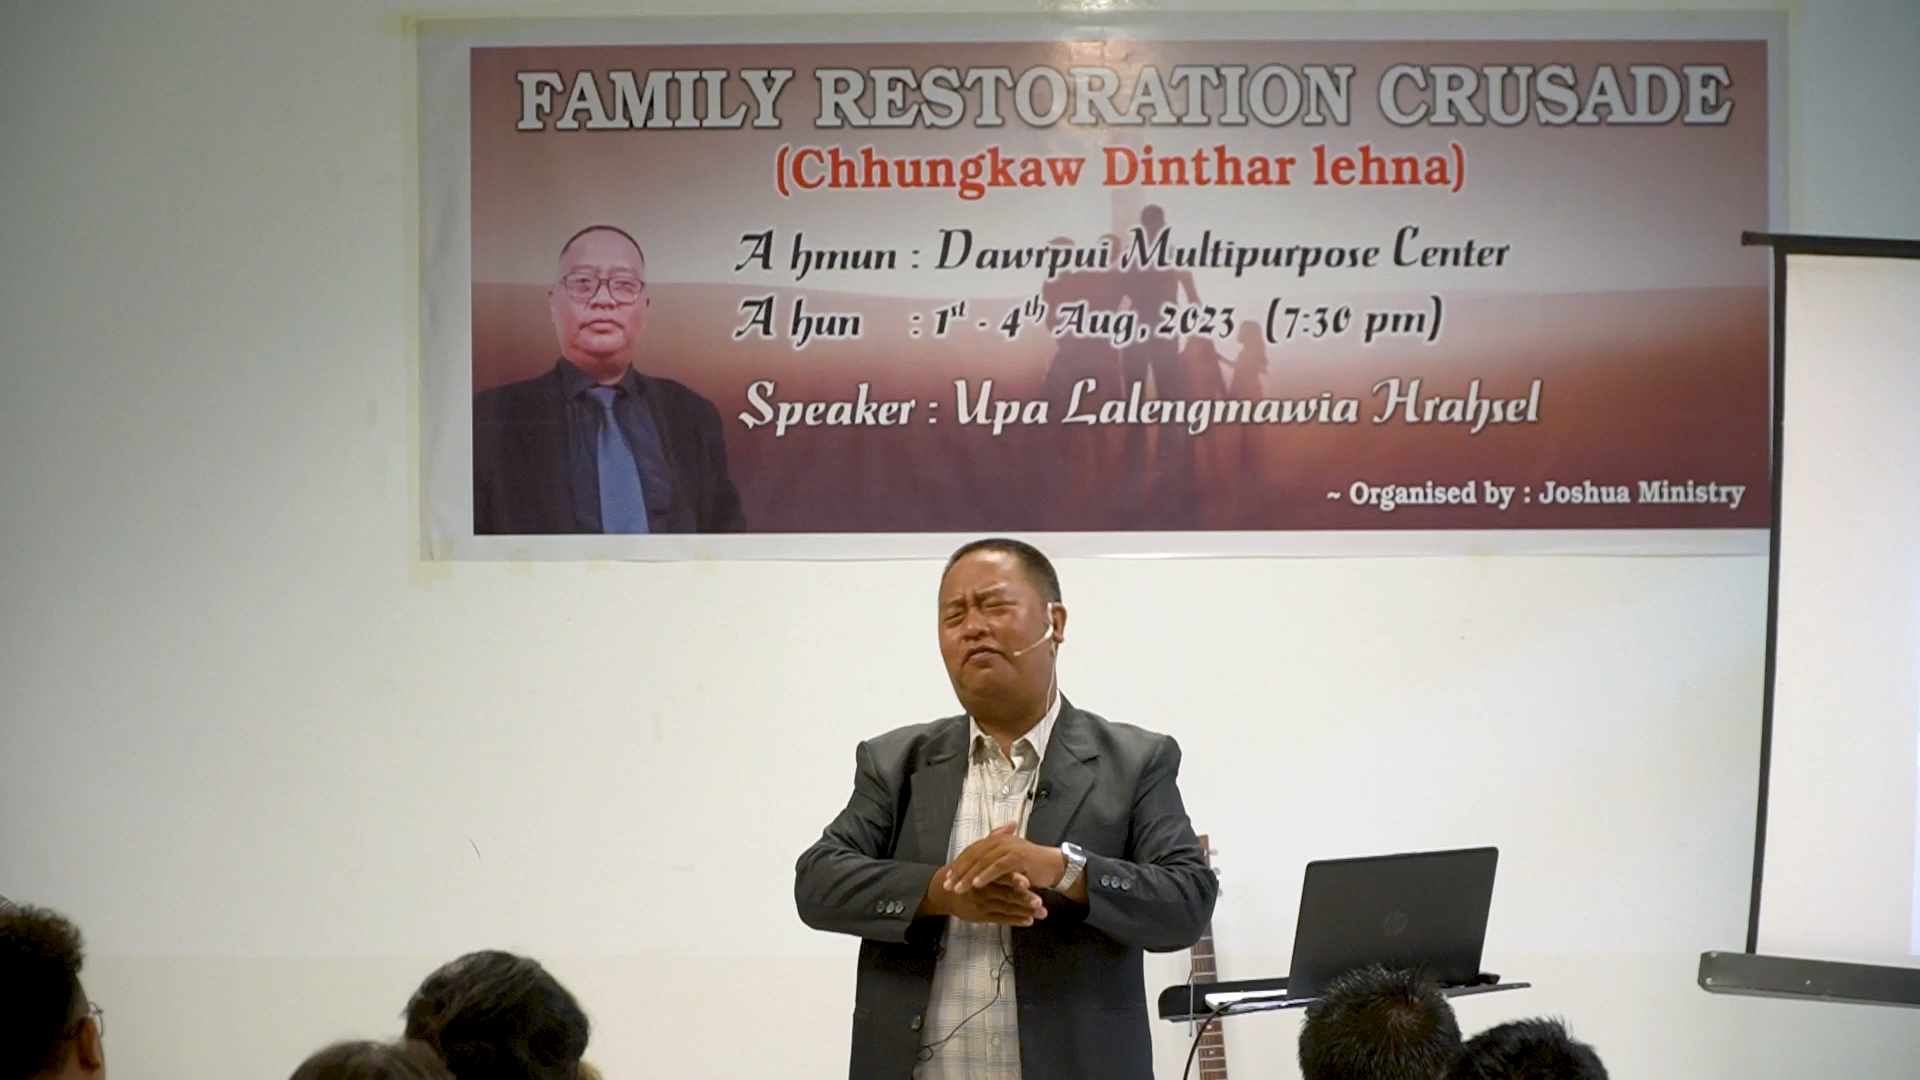 FAMILY RESTORATION CRUSADE
(Chhungkaw Dinthar lehna)
A hmun : Dawrpui Multipurpose Center
A hun : 1st - 4th Aug, 2023 (7:30 pm)
Speaker : Upa Lalengmawia Hrahsel
~ Organised by : Joshua Ministry